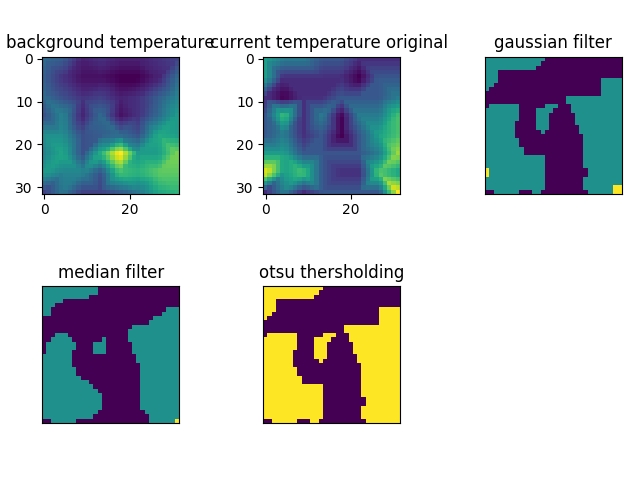 background temperature
current temperature original
gaussian filter
0
10
20
30
0
20
0
10
20
30
0
20
median filter
otsu thersholding